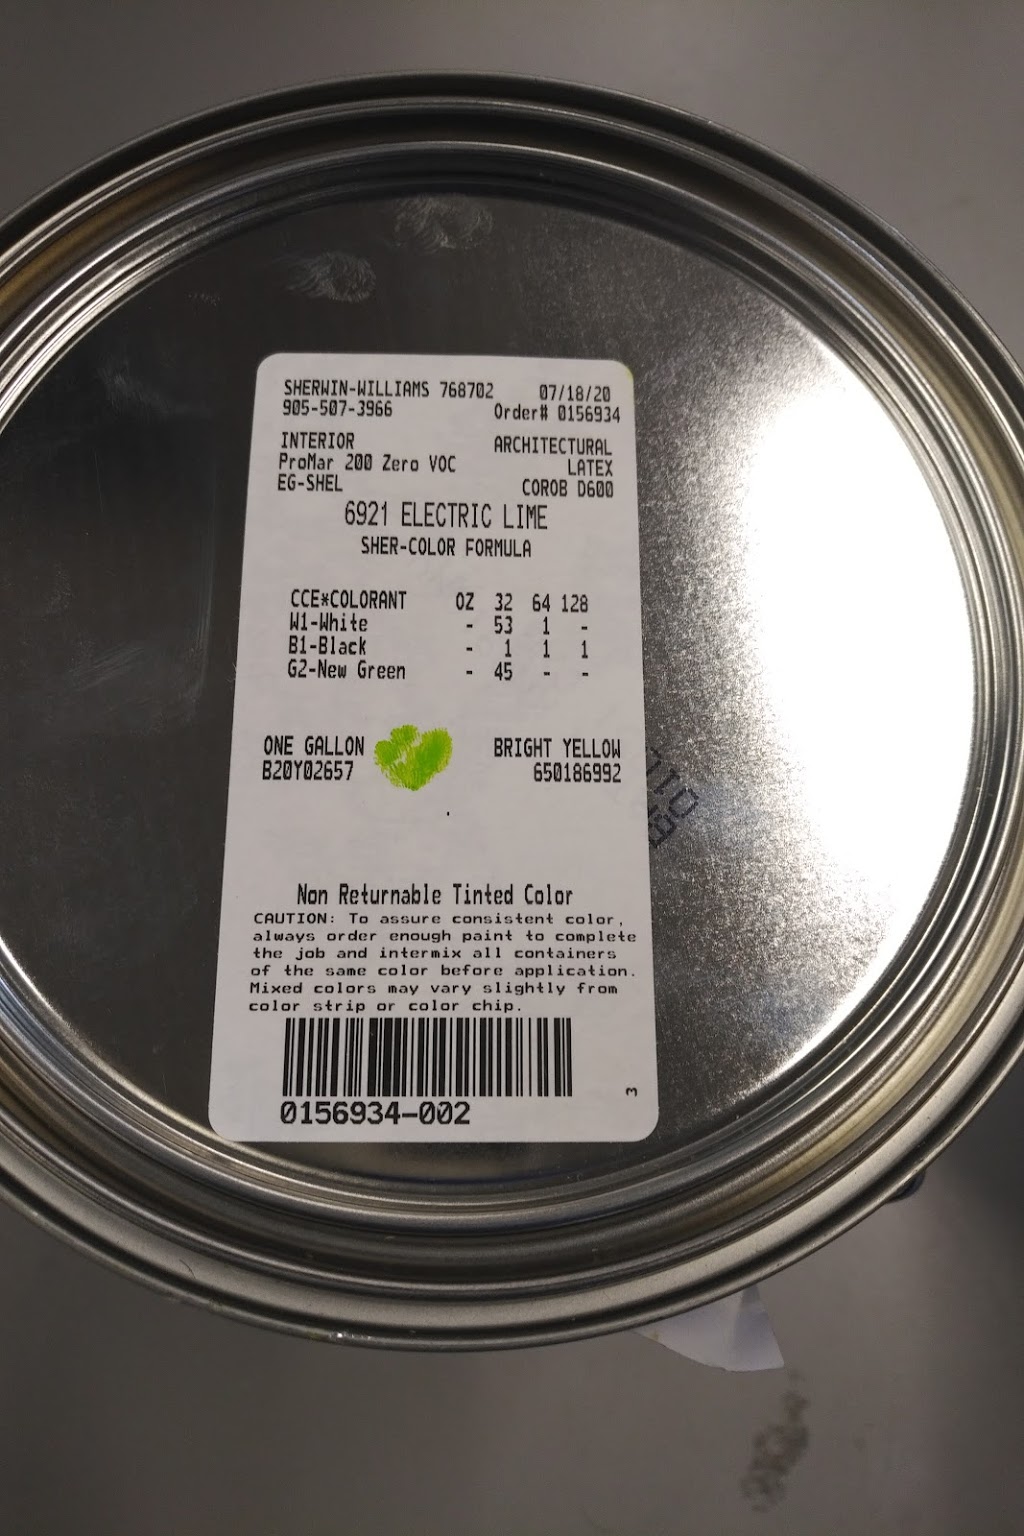 SHERWIN-WILLIAMS 768702 07/18/20
905-507-3966 Order# 0156934
INTERIOR ARCHITECTURAL
ProMar 200 Zero VOC LATEX
EG-SHEL COROB D600
6921 ELECTRIC LIME
SHER-COLOR FORMULA
CCE*COLORANT OZ 32 64 128
W1-White - 53 1 -
B1-Black - 1 1 1
G2-New Green - 45 - -
ONE GALLON BRIGHT YELLOW
B20Y02657 650186992
Non Returnable Tinted Color
CAUTION: To assure consistent color,
always order enough paint to complete
the job and intermix all containers
of the same color before application.
Mixed colors may vary slightly from
color strip or color chip.
0156934-002
3